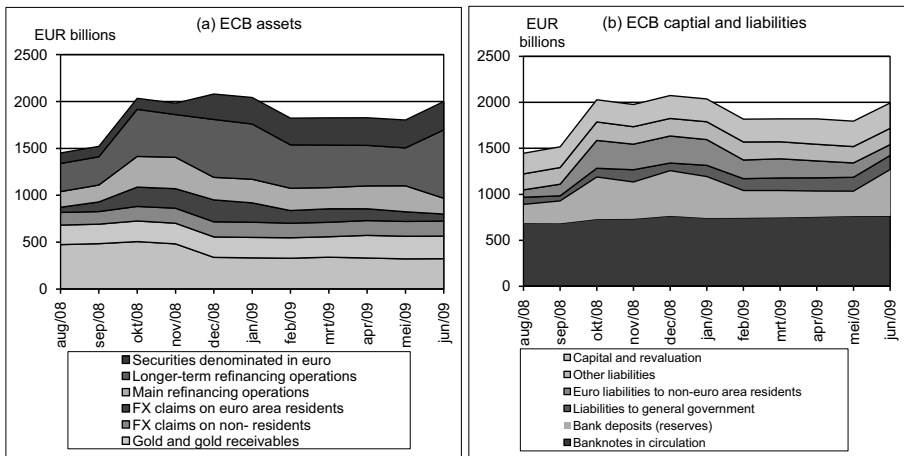 (a) ECB assets
EUR billions
2500
2000
1500
1000
500
0
aug/08
sep/08
okt/08
nov/08
dec/08
jan/09
feb/09
mrt/09
apr/09
mei/09
jun/09
Securities denominated in euro
Longer-term refinancing operations
Main refinancing operations
FX claims on euro area residents
FX claims on non- residents
Gold and gold receivables
(b) ECB captial and liabilities
EUR
billions
2500
2000
1500
1000
500
0
aug/08
sep/08
okt/08
nov/08
dec/08
jan/09
feb/09
mrt/09
apr/09
mei/09
jun/09
Capital and revaluation
Other liabilities
Euro liabilities to non-euro area residents
Liabilities to general government
Bank deposits (reserves)
Banknotes in circulation